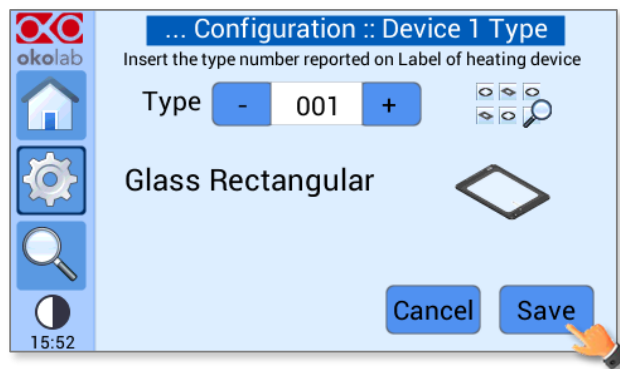 ... Configuration :: Device 1 Type
okolab
Insert the type number reported on Label of heating device
Type - 001 +
Glass Rectangular
Cancel Save
15:52